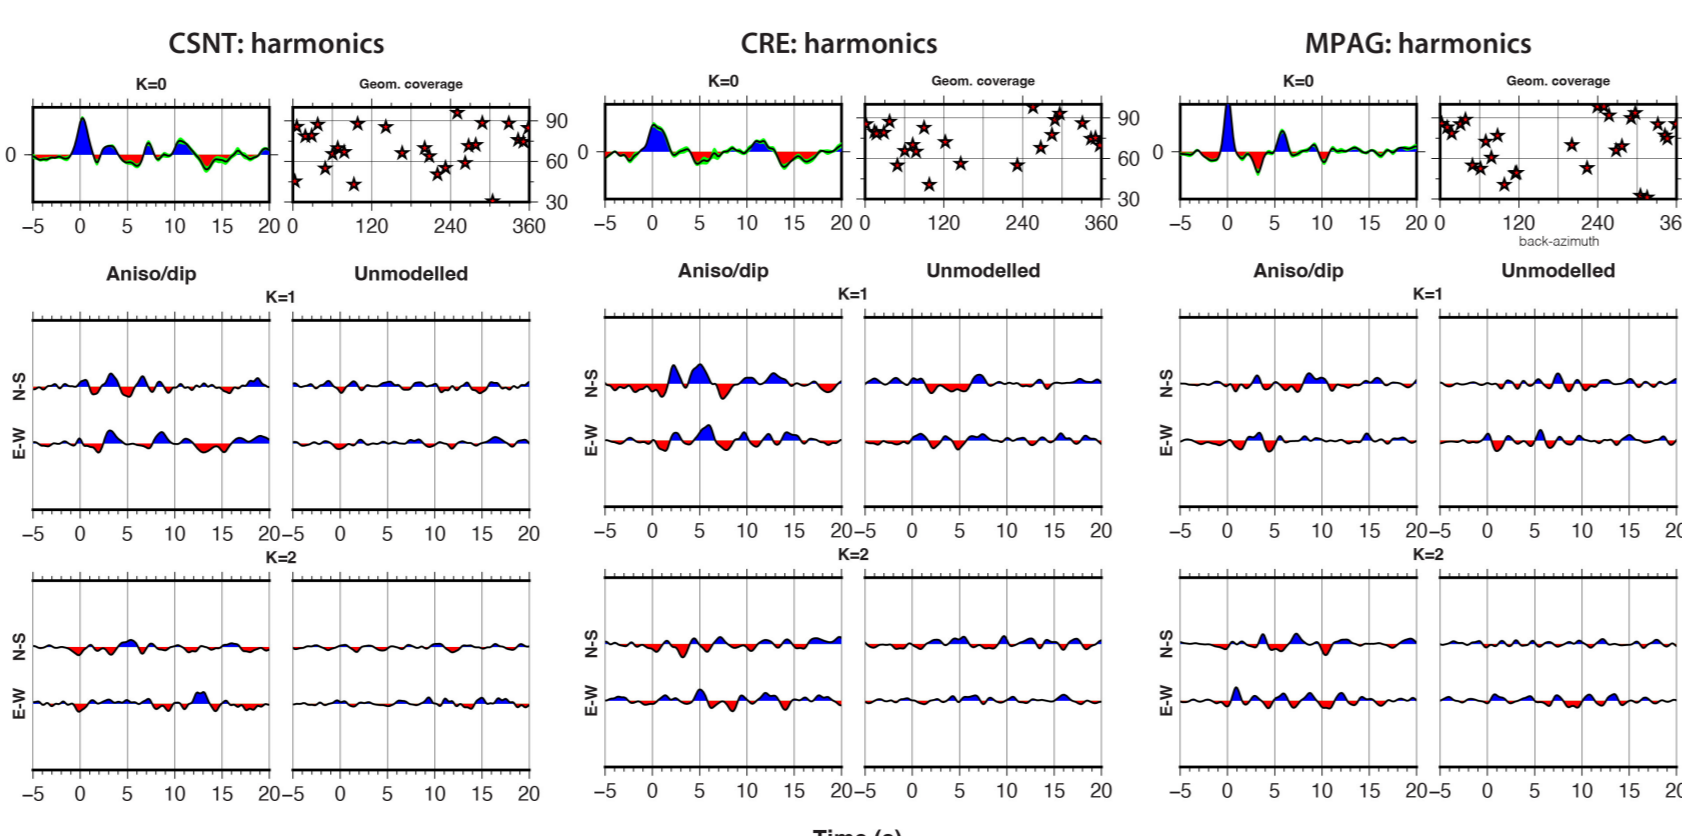 CSNT: harmonics CRE: harmonics MPAG: harmonics
K=0 Geom. coverage K=0 Geom. coverage K=0 Geom. coverage
90 90
0 0 0
60 60
30 30
−5 0 5 10 15 20 0 120 240 360 −5 0 5 10 15 20 0 120 240 360 −5 0 5 10 15 20 0 120 240 36
back-azimuth
Aniso/dip Unmodelled Aniso/dip Unmodelled Aniso/dip Unmodelled
K=1 K=1 K=1
N-S N-S N-S
E-W E-W E-W
−5 0 5 10 15 20 −5 0 5 10 15 20 −5 0 5 10 15 20 −5 0 5 10 15 20 −5 0 5 10 15 20 −5 0 5 10 15 20
K=2 K=2 K=2
N-S N-S N-S
E-W E-W E-W
−5 0 5 10 15 20 −5 0 5 10 15 20 −5 0 5 10 15 20 −5 0 5 10 15 20 −5 0 5 10 15 20 −5 0 5 10 15 20
Time (s)